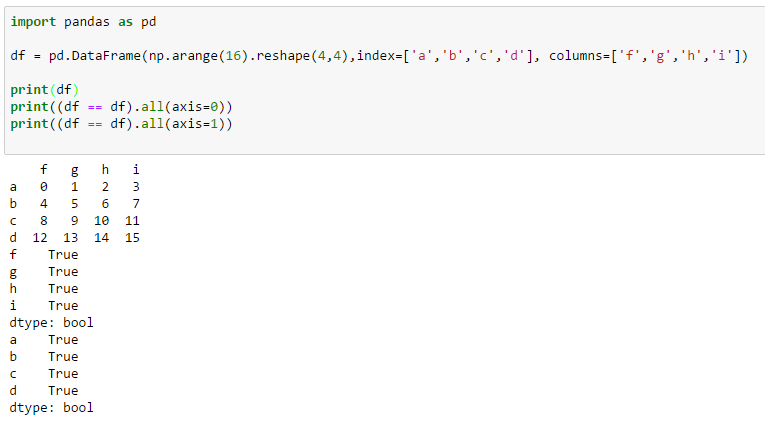 import pandas as pd
df = pd.DataFrame(np.arange(16).reshape(4,4),index=['a','b','c','d'], columns=['f','g','h','i'])
print(df)
print((df == df).all(axis=0))
print((df == df).all(axis=1))
    f   g   h   i
a   0   1   2   3
b   4   5   6   7
c   8   9  10  11
d  12  13  14  15
f    True
g    True
h    True
i    True
dtype: bool
a    True
b    True
c    True
d    True
dtype: bool